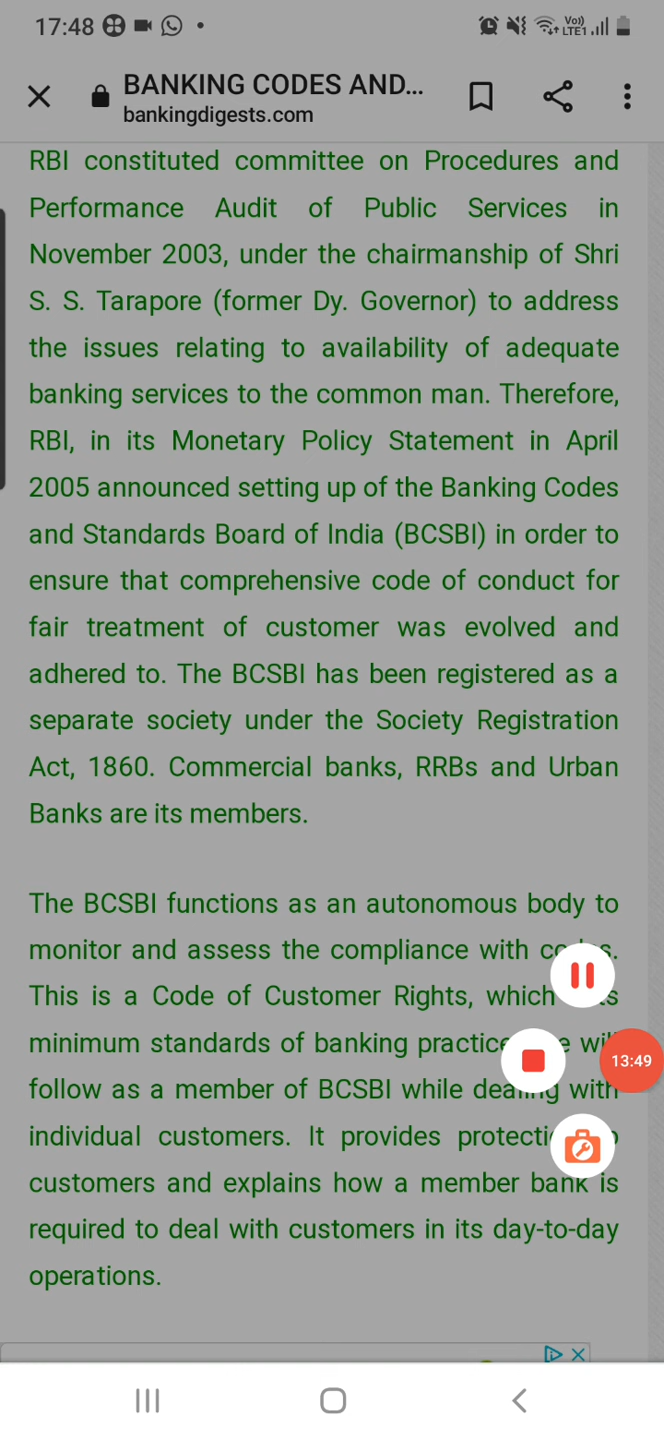 17:48
Vo)) LTE1
BANKING CODES AND...
bankingdigests.com
RBI constituted committee on Procedures and
Performance Audit of Public Services in
November 2003, under the chairmanship of Shri
S. S. Tarapore (former Dy. Governor) to address
the issues relating to availability of adequate
banking services to the common man. Therefore,
RBI, in its Monetary Policy Statement in April
2005 announced setting up of the Banking Codes
and Standards Board of India (BCSBI) in order to
ensure that comprehensive code of conduct for
fair treatment of customer was evolved and
adhered to. The BCSBI has been registered as a
separate society under the Society Registration
Act, 1860. Commercial banks, RRBs and Urban
Banks are its members.
The BCSBI functions as an autonomous body to
monitor and assess the compliance with codes.
This is a Code of Customer Rights, which
minimum standards of banking practice will
follow as a member of BCSBI while dealing with
13:49
individual customers. It provides
customers and explains how a member bank is
required to deal with customers in its day-to-day
operations.